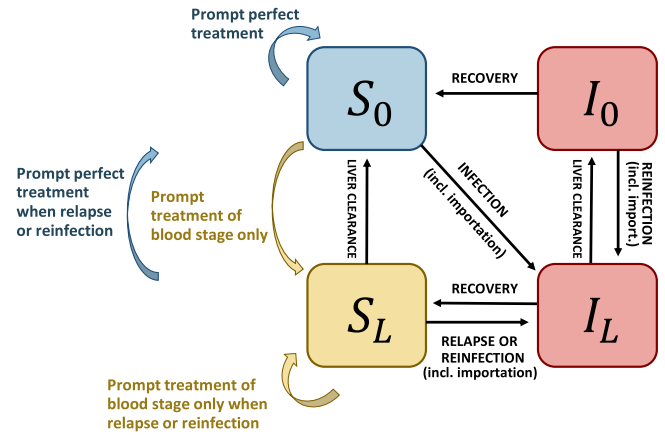 Prompt perfect
treatment
S0
RECOVERY
I0
Prompt perfect
treatment
when relapse
or reinfection
Prompt
treatment of
blood stage only
LIVER CLEARANCE
INFECTION
(incl. importation)
LIVER CLEARANCE
REINFECTION
(incl. import.)
SL
RECOVERY
RELAPSE OR
REINFECTION
(incl. importation)
IL
Prompt treatment of
blood stage only when
relapse or reinfection